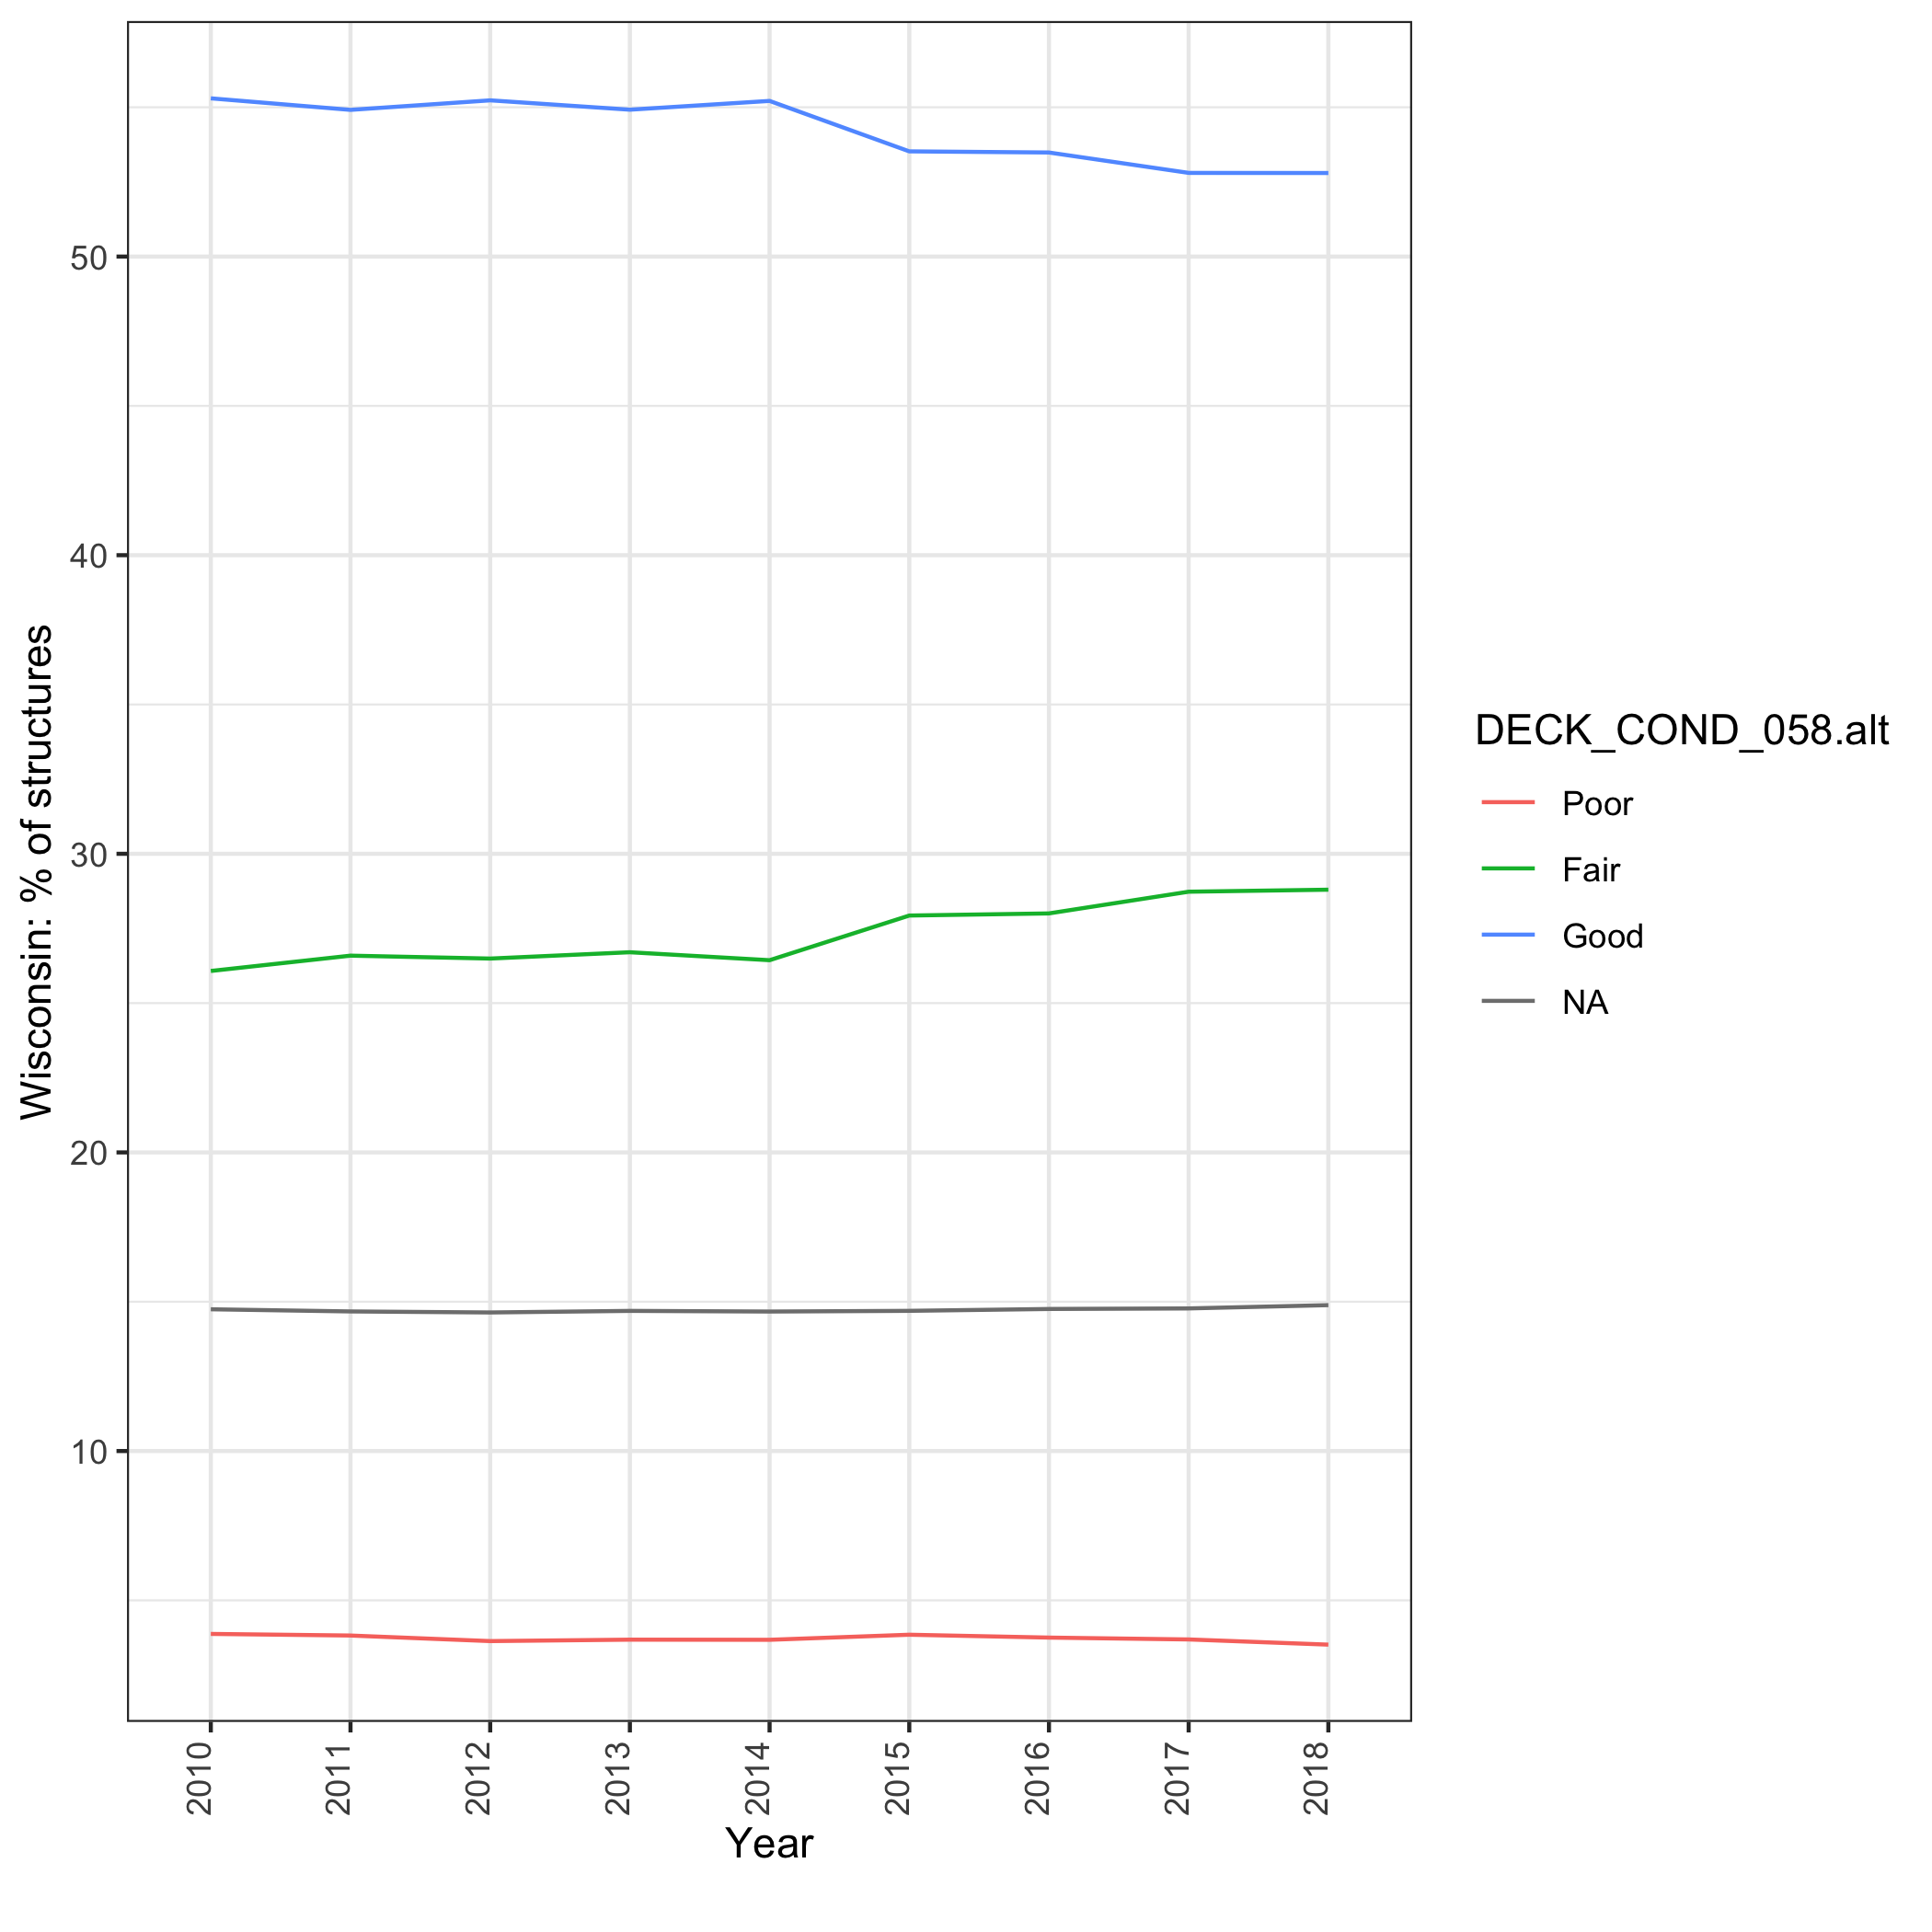 Wisconsin: % of structures
50
40
30
20
10
2010
2011
2012
2013
2014
2015
2016
2017
2018
Year
DECK_COND_058.alt
Poor
Fair
Good
NA